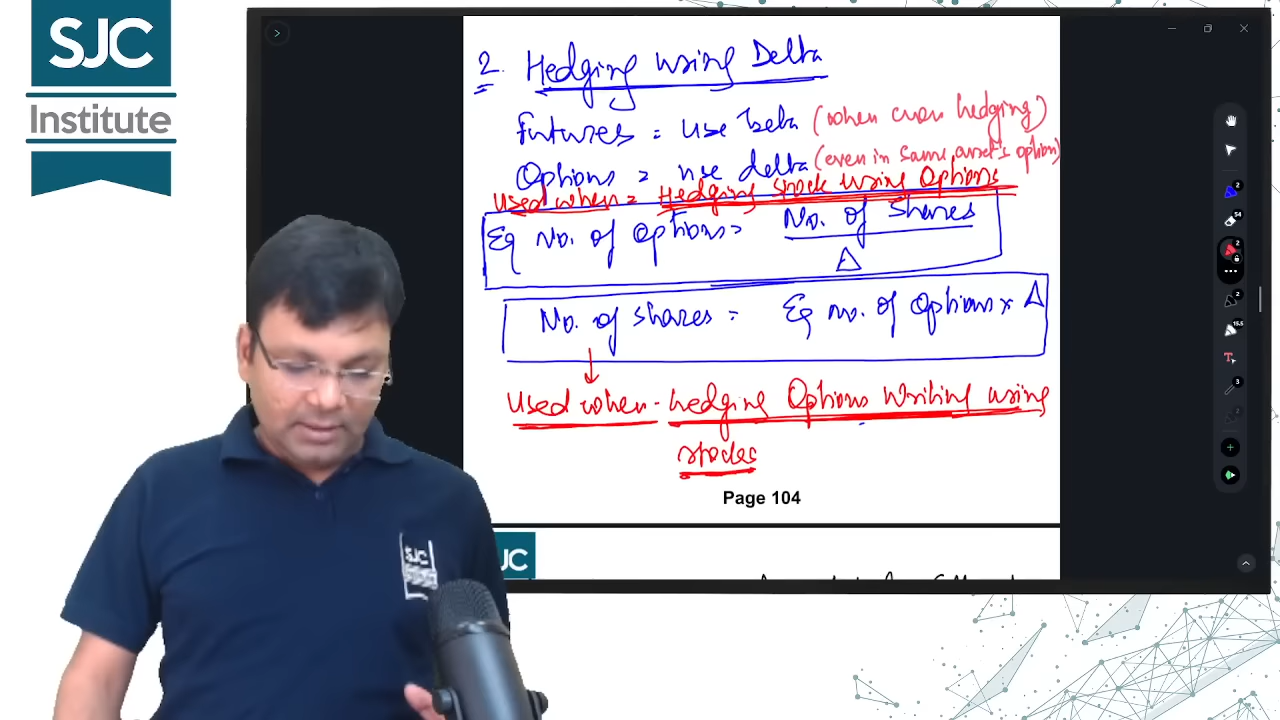 SJC
Institute
2. Hedging using Delta
Futures = use beta (when cross hedging)
Options = use delta (even in same asset's option)
Used when = Hedging stock using Options
Eq No. of options = No. of shares
Δ
No. of shares = Eq no. of options × Δ
Used when - hedging Options Writing using
stocks
Page 104
JC
SJC